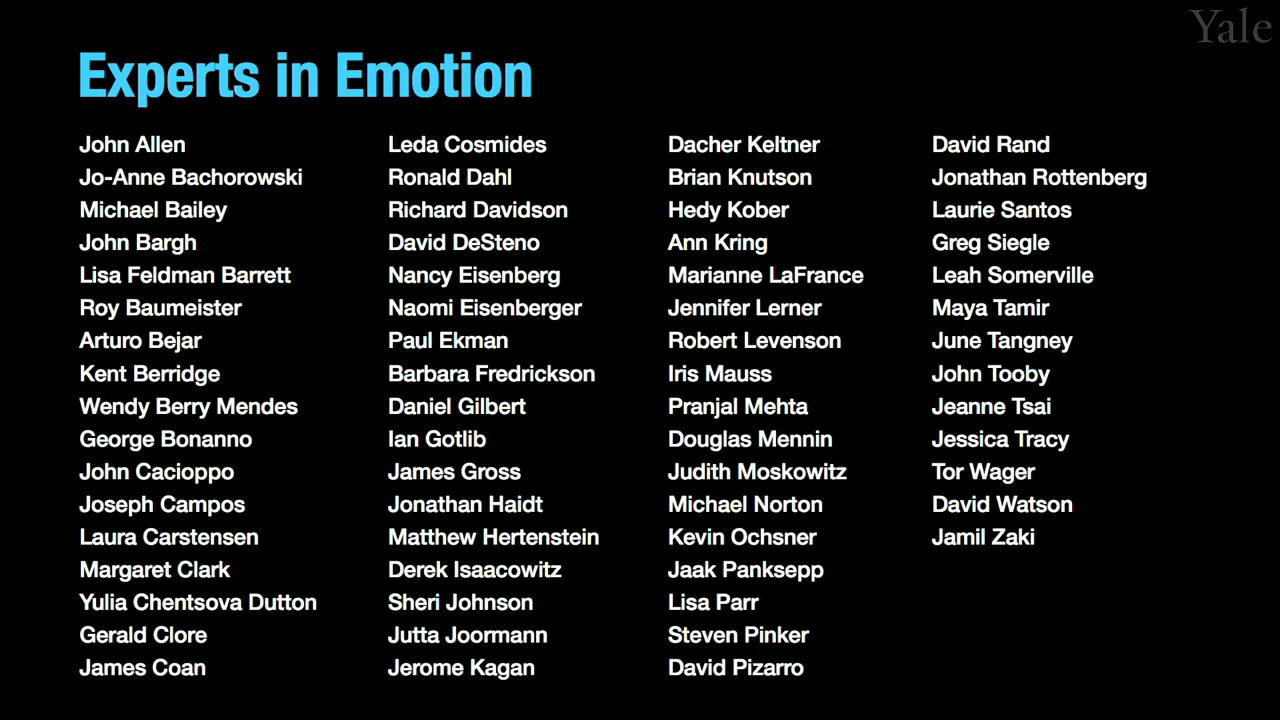 Yale
Experts in Emotion
John Allen
Jo-Anne Bachorowski
Michael Bailey
John Bargh
Lisa Feldman Barrett
Roy Baumeister
Arturo Bejar
Kent Berridge
Wendy Berry Mendes
George Bonanno
John Cacioppo
Joseph Campos
Laura Carstensen
Margaret Clark
Yulia Chentsova Dutton
Gerald Clore
James Coan
Leda Cosmides
Ronald Dahl
Richard Davidson
David DeSteno
Nancy Eisenberg
Naomi Eisenberger
Paul Ekman
Barbara Fredrickson
Daniel Gilbert
Ian Gotlib
James Gross
Jonathan Haidt
Matthew Hertenstein
Derek Isaacowitz
Sheri Johnson
Jutta Joormann
Jerome Kagan
Dacher Keltner
Brian Knutson
Hedy Kober
Ann Kring
Marianne LaFrance
Jennifer Lerner
Robert Levenson
Iris Mauss
Pranjal Mehta
Douglas Mennin
Judith Moskowitz
Michael Norton
Kevin Ochsner
Jaak Panksepp
Lisa Parr
Steven Pinker
David Pizarro
David Rand
Jonathan Rottenberg
Laurie Santos
Greg Siegle
Leah Somerville
Maya Tamir
June Tangney
John Tooby
Jeanne Tsai
Jessica Tracy
Tor Wager
David Watson
Jamil Zaki